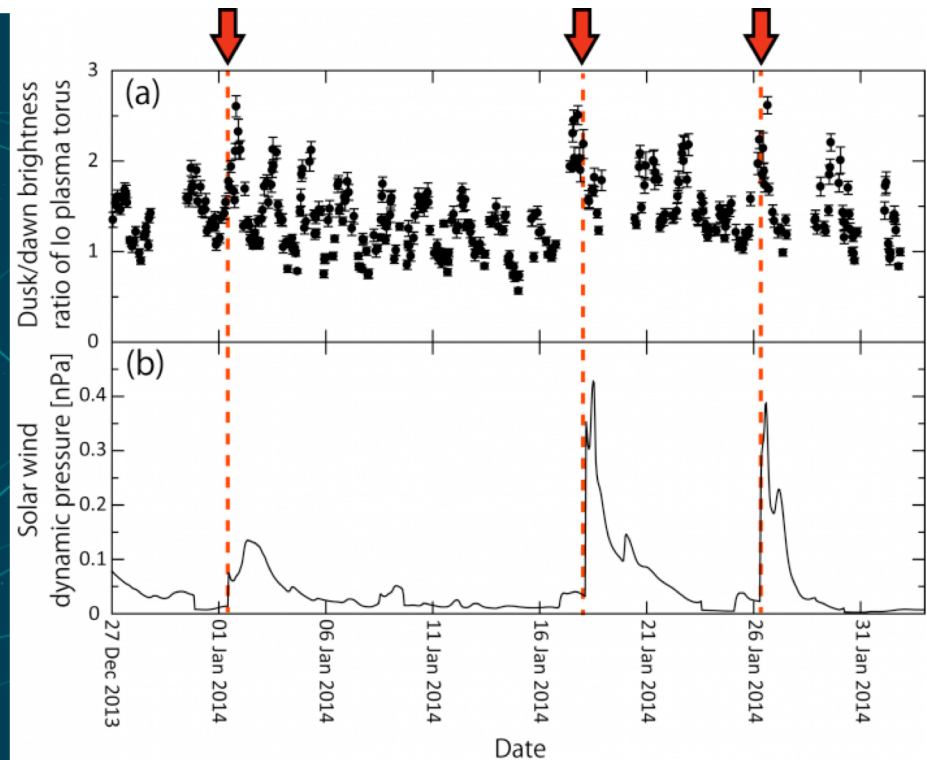 Dusk/dawn brightness
ratio of Io plasma torus
(a)
3
2
1
0
Solar wind
dynamic pressure [nPa]
(b)
0.4
0.3
0.2
0.1
0
27 Dec 2013
01 Jan 2014
06 Jan 2014
11 Jan 2014
16 Jan 2014
21 Jan 2014
26 Jan 2014
31 Jan 2014
Date